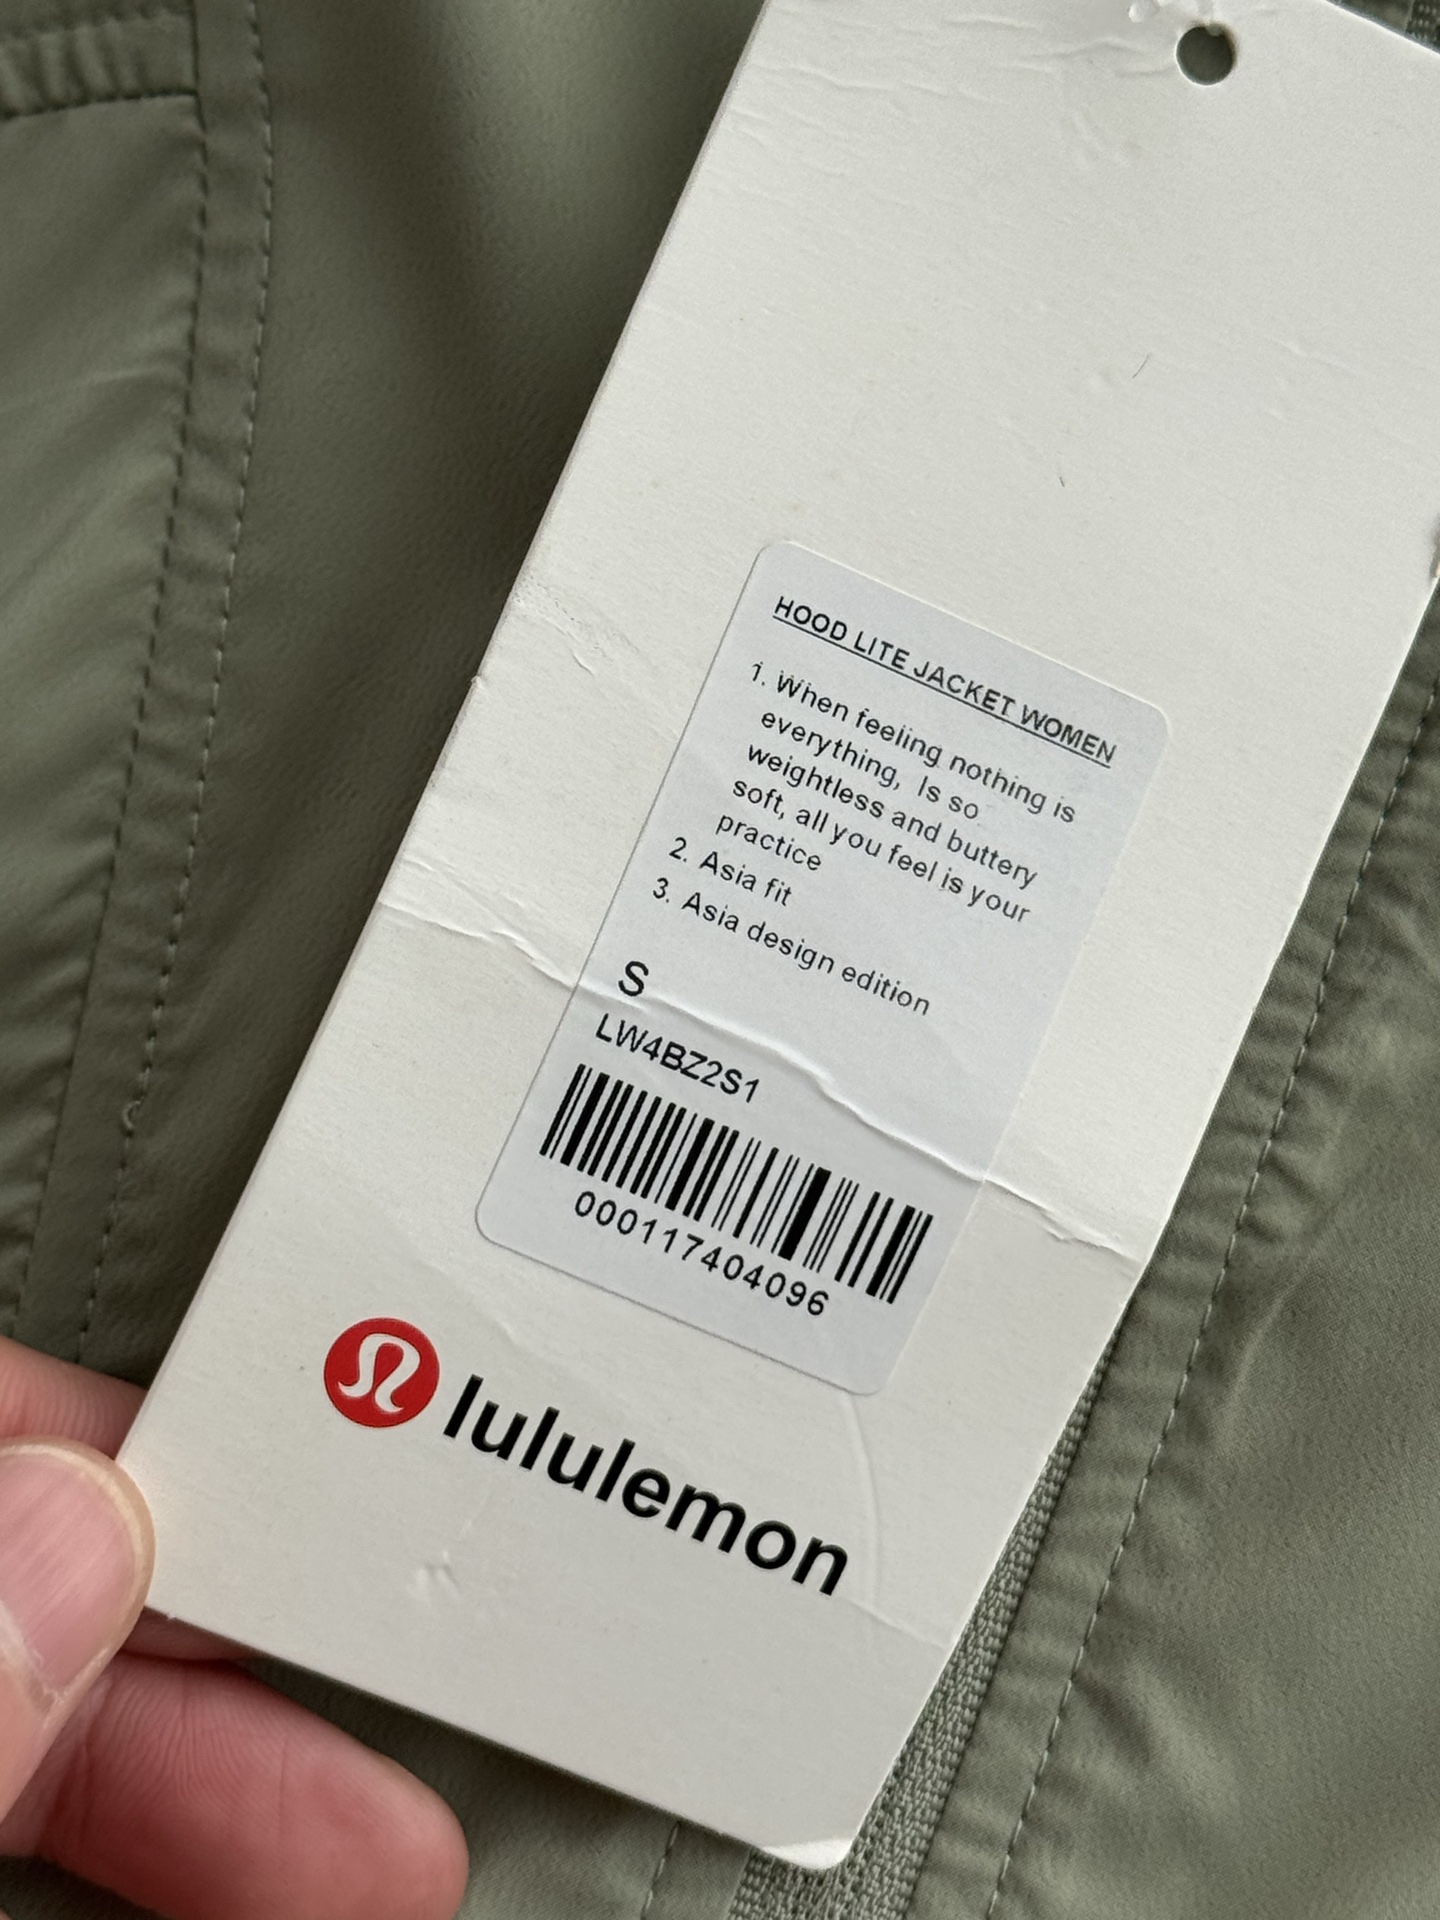 HOOD LITE JACKET WOMEN
1. When feeling nothing is
everything, Is so
weightless and buttery
soft, all you feel is your
practice
2. Asia fit
3. Asia design edition
S
LW4BZ2S1
000117404096
lululemon